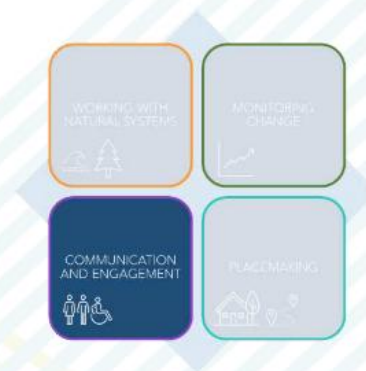 WORKING WITH
NATURAL SYSTEMS
MONITORING
CHANGE
COMMUNICATION
AND ENGAGEMENT
PLACEMAKING